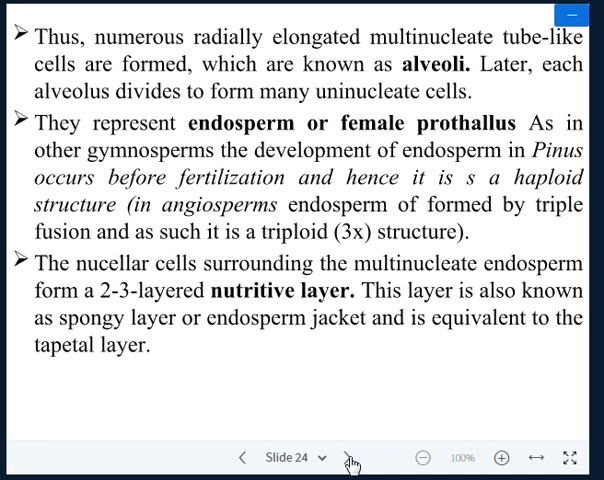 ➢ Thus, numerous radially elongated multinucleate tube-like
cells are formed, which are known as alveoli. Later, each
alveolus divides to form many uninucleate cells.
➢ They represent endosperm or female prothallus As in
other gymnosperms the development of endosperm in Pinus
occurs before fertilization and hence it is s a haploid
structure (in angiosperms endosperm of formed by triple
fusion and as such it is a triploid (3x) structure).
➢ The nucellar cells surrounding the multinucleate endosperm
form a 2-3-layered nutritive layer. This layer is also known
as spongy layer or endosperm jacket and is equivalent to the
tapetal layer.
Slide 24
100%